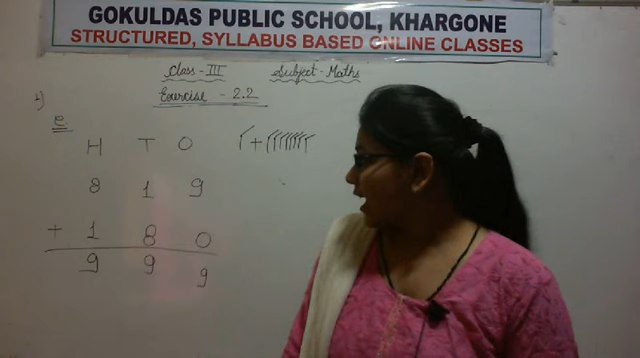 GOKULDAS PUBLIC SCHOOL, KHARGONE
STRUCTURED, SYLLABUS BASED ONLINE CLASSES
Class-III Subject-Maths
Exercise - 2.2
e
H T O
+
8 1 9
+ 1 8 0
9 9 9